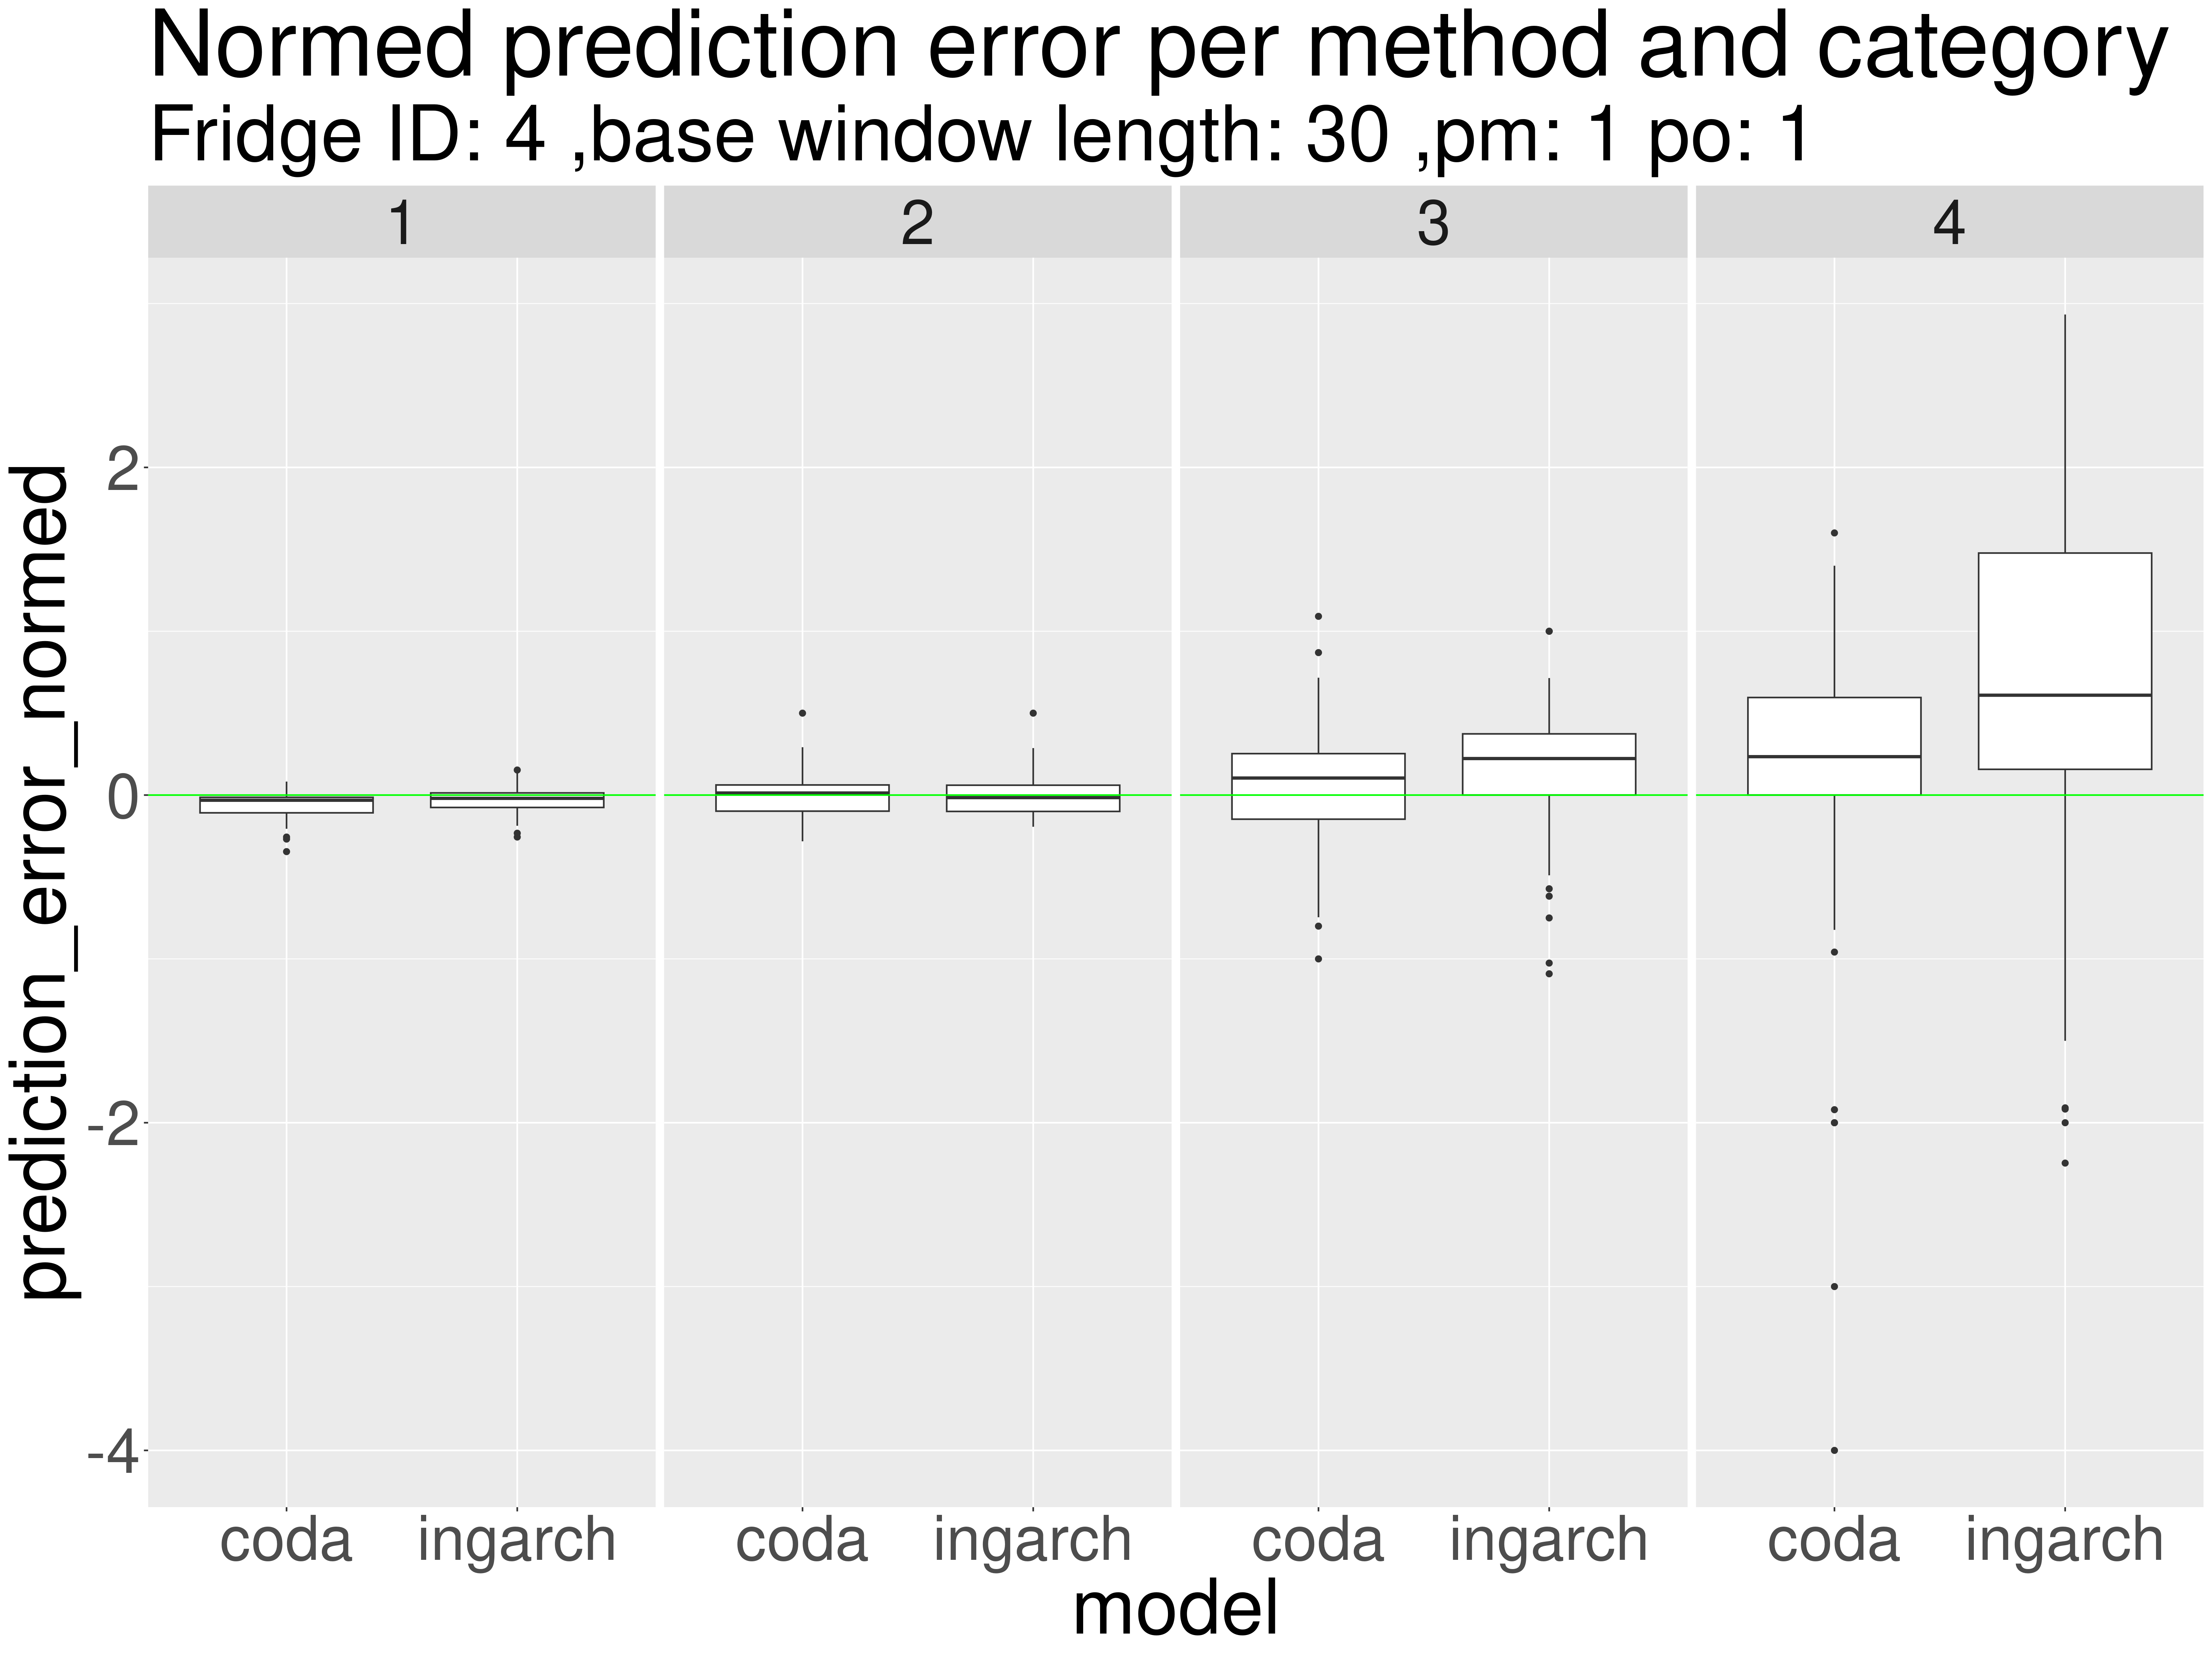 Normed prediction error per method and category
Fridge ID: 4 ,base window length: 30 ,pm: 1 po: 1
1 2 3 4
prediction_error_normed
2
0
-2
-4
coda ingarch coda ingarch coda ingarch coda ingarch
model